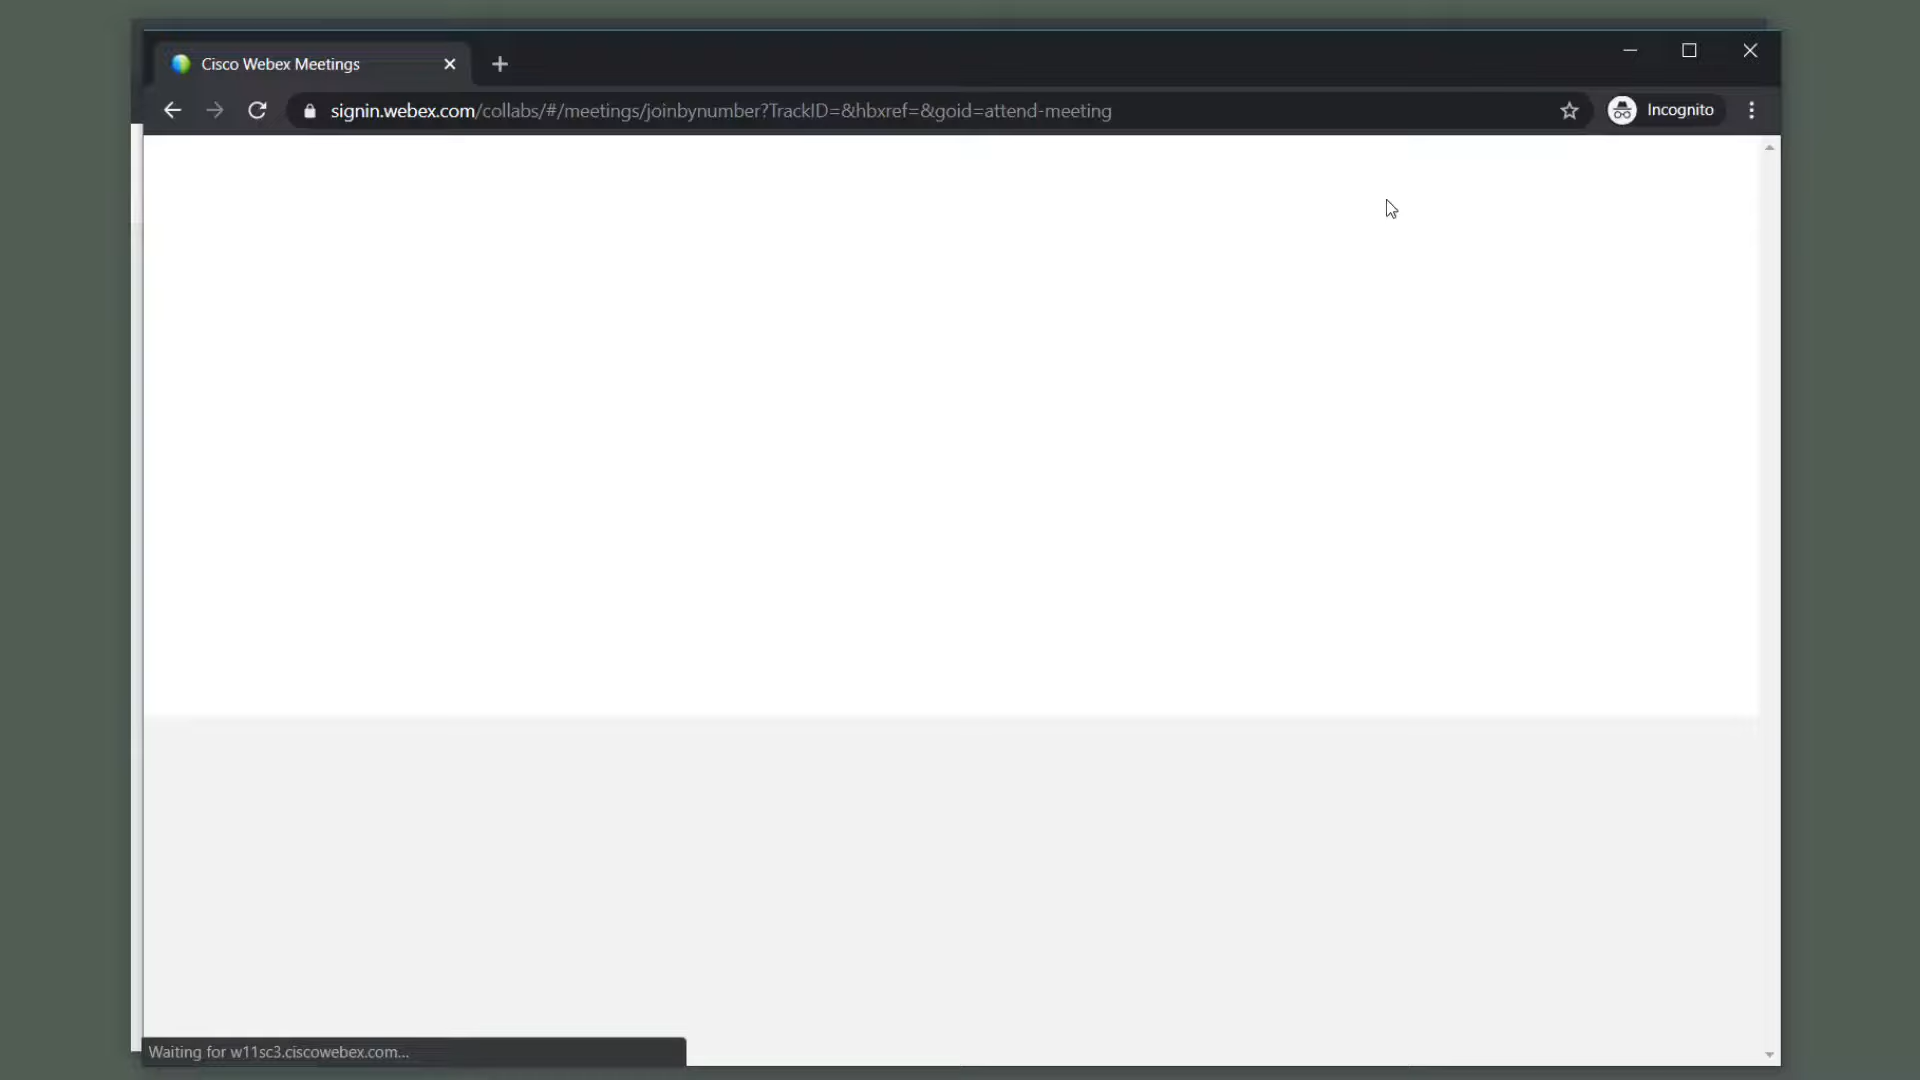 Cisco Webex Meetings
signin.webex.com/collabs/#/meetings/joinbynumber?TrackID=&hbxref=&goid=attend-meeting
Incognito
Waiting for w11sc3.ciscowebex.com...